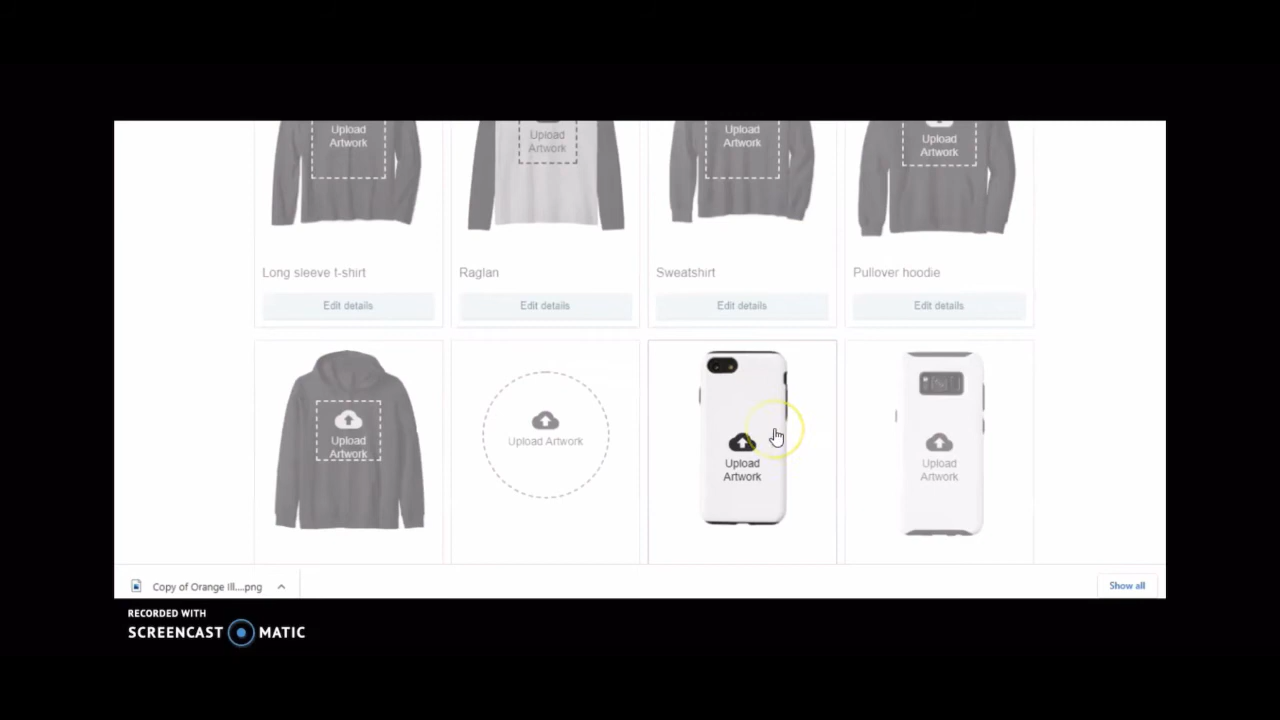 Upload
Artwork
Upload
Artwork
Upload
Artwork
Upload
Artwork
Long sleeve t-shirt
Raglan
Sweatshirt
Pullover hoodie
Edit details
Edit details
Edit details
Edit details
Upload
Artwork
Upload Artwork
Upload
Artwork
Upload
Artwork
Copy of Orange Ill....png
Show all
RECORDED WITH
SCREENCAST MATIC